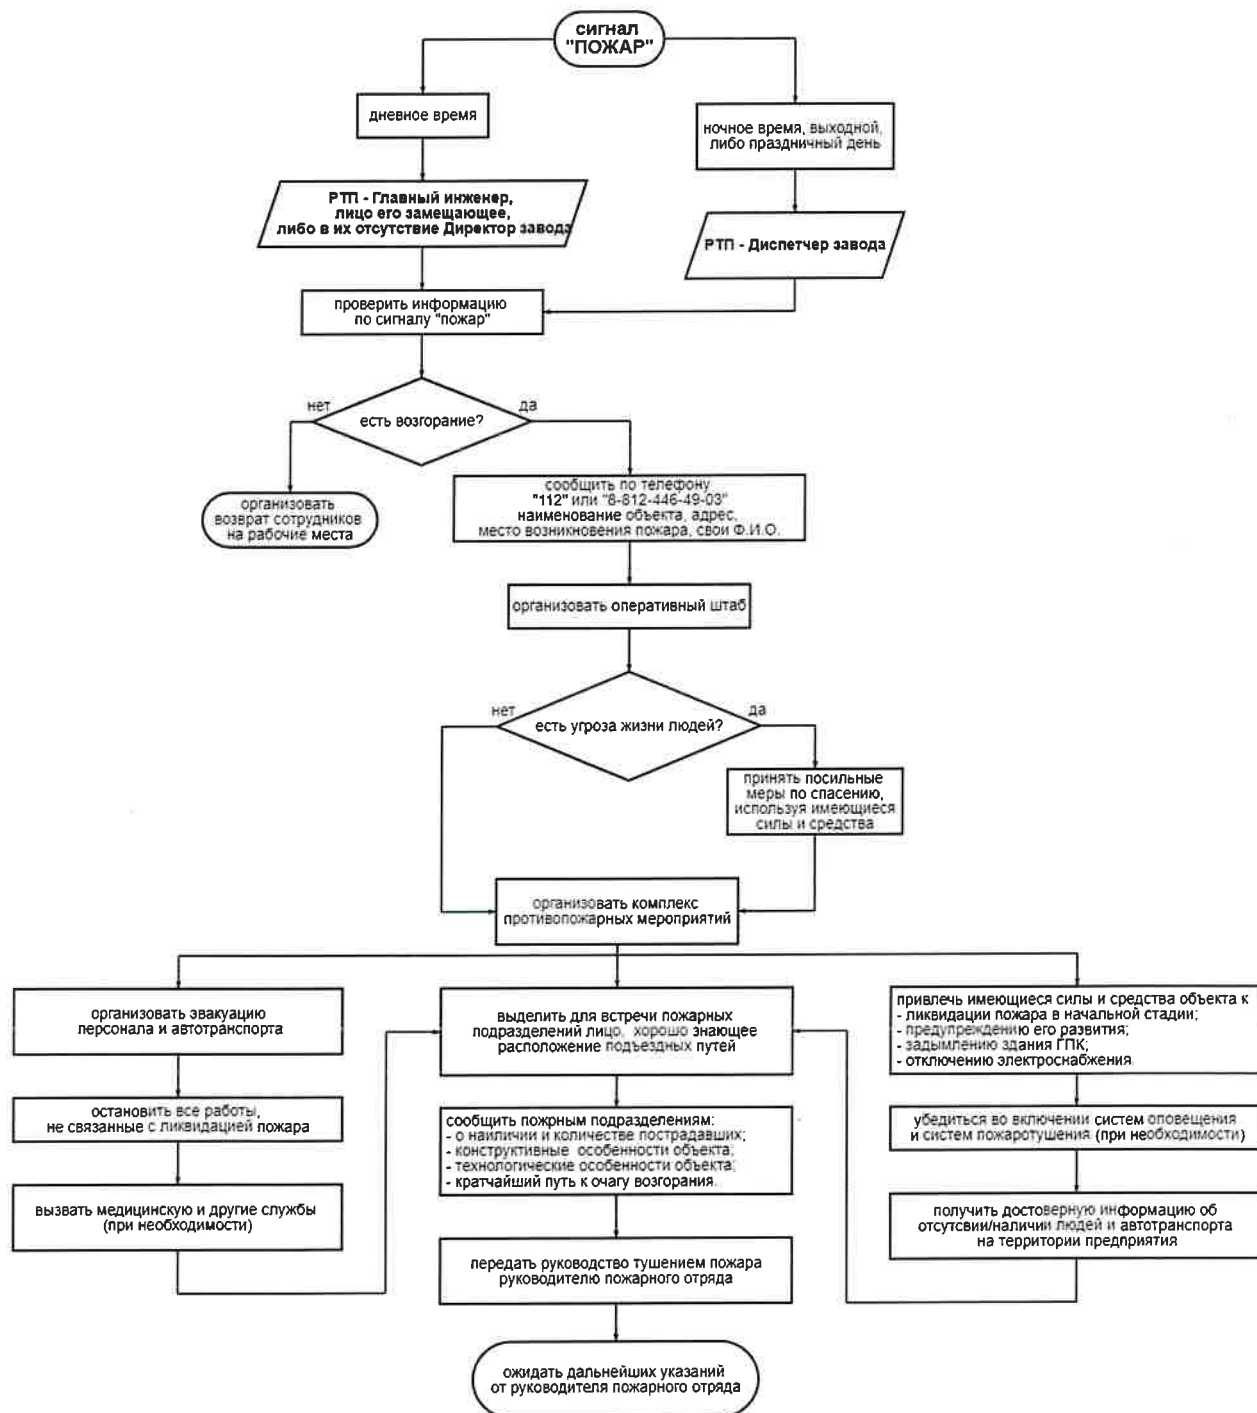 сигнал
"ПОЖАР"
дневное время
ночное время, выходной,
либо праздничный день
РТП - Главный инженер,
лицо его замещающее,
либо в их отсутствие Директор завода
РТП - Диспетчер завода
проверить информацию
по сигналу "пожар"
нет
да
есть возгорание?
организовать
возврат сотрудников
на рабочие места
сообщить по телефону
"112" или "8-812-446-49-03"
наименование объекта, адрес,
место возникновения пожара, свои Ф.И.О.
организовать оперативный штаб
нет
да
есть угроза жизни людей?
принять посильные
меры по спасению,
используя имеющиеся
силы и средства
организовать комплекс
противопожарных мероприятий
организовать эвакуацию
персонала и автотранспорта
остановить все работы,
не связанные с ликвидацией пожара
вызвать медицинскую и другие службы
(при необходимости)
выделить для встречи пожарных
подразделений лицо, хорошо знающее
расположение подъездных путей
сообщить пожрным подразделениям:
- о наиличии и количестве пострадавших;
- конструктивные особенности объекта;
- технологические особенности объекта;
- кратчайший путь к очагу возгорания.
передать руководство тушением пожара
руководителю пожарного отряда
ожидать дальнейших указаний
от руководителя пожарного отряда
привлечь имеющиеся силы и средства объекта к
- ликвидации пожара в начальной стадии;
- предупреждению его развития;
- задымлению здания ГПК;
- отключению электроснабжения.
убедиться во включении систем оповещения
и систем пожаротушения (при необходимости)
получить достоверную информацию об
отсутсвии/наличии людей и автотранспорта
на территории предприятия